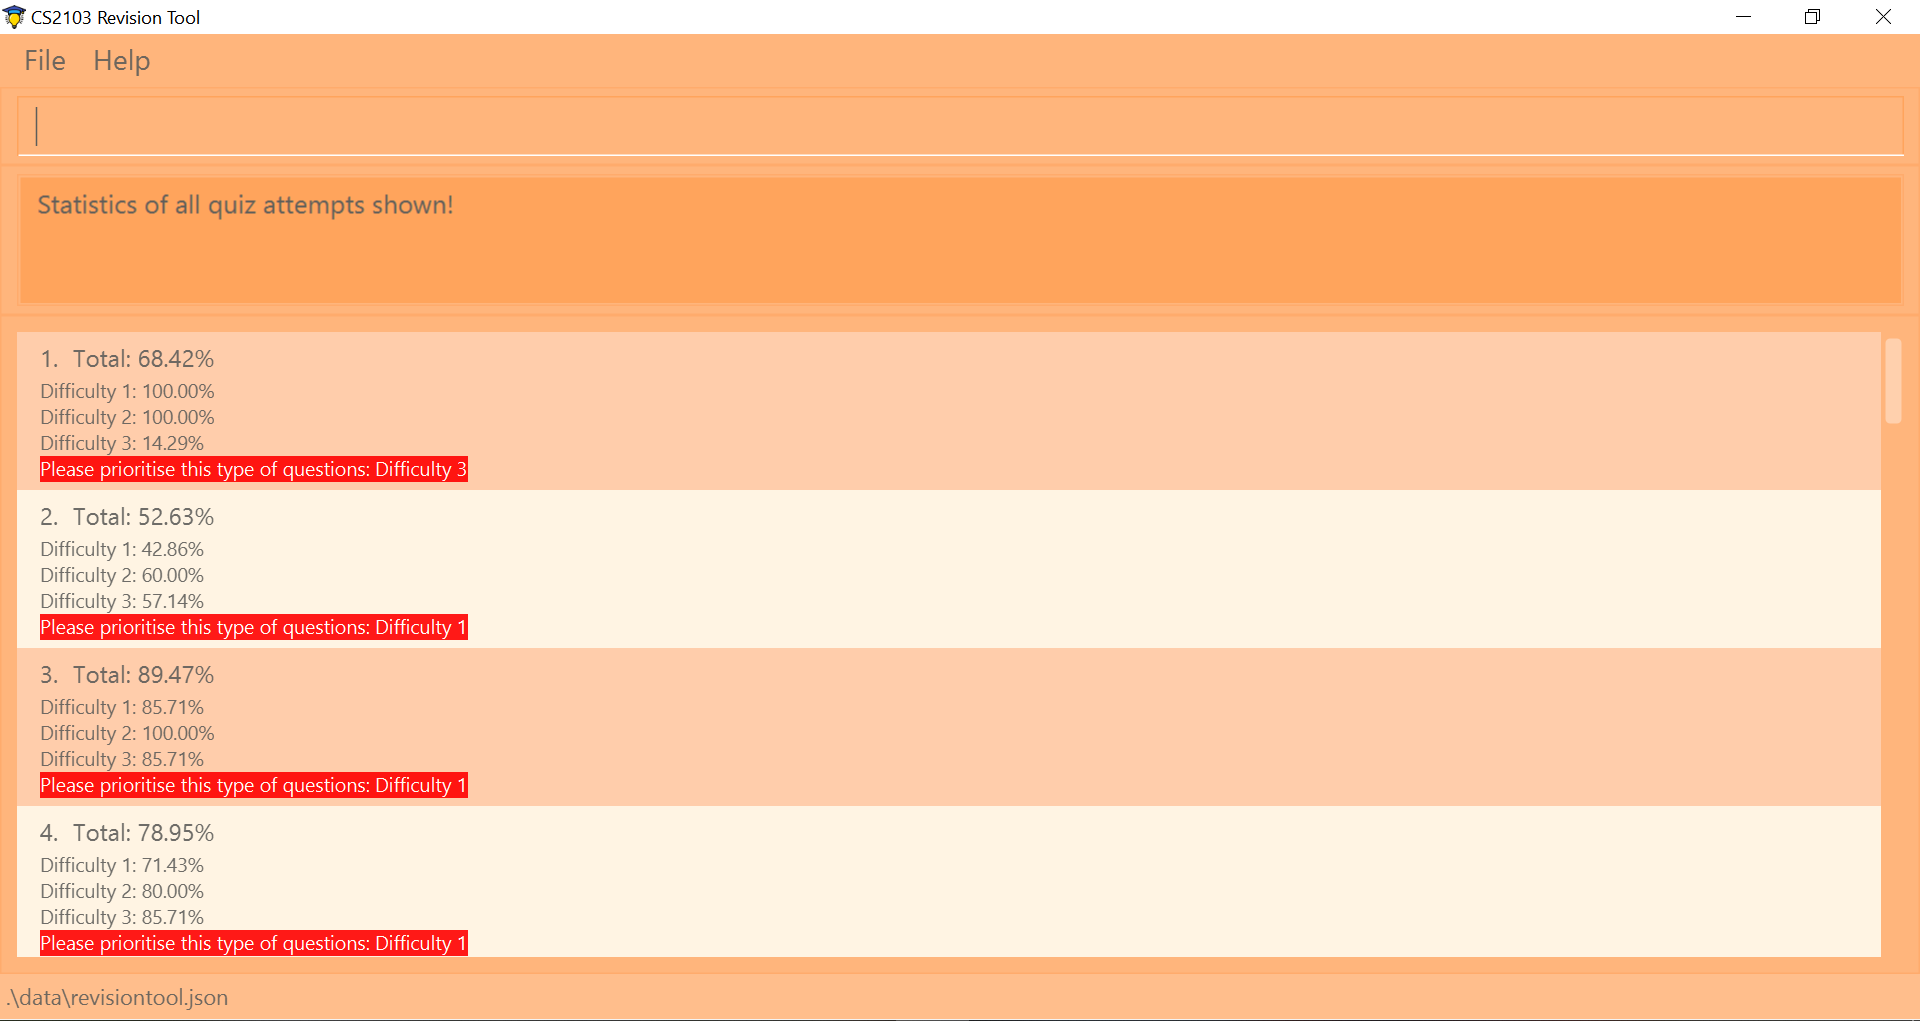 CS2103 Revision Tool
File Help
Statistics of all quiz attempts shown!
1. Total: 68.42%
Difficulty 1: 100.00%
Difficulty 2: 100.00%
Difficulty 3: 14.29%
Please prioritise this type of questions: Difficulty 3
2. Total: 52.63%
Difficulty 1: 42.86%
Difficulty 2: 60.00%
Difficulty 3: 57.14%
Please prioritise this type of questions: Difficulty 1
3. Total: 89.47%
Difficulty 1: 85.71%
Difficulty 2: 100.00%
Difficulty 3: 85.71%
Please prioritise this type of questions: Difficulty 1
4. Total: 78.95%
Difficulty 1: 71.43%
Difficulty 2: 80.00%
Difficulty 3: 85.71%
Please prioritise this type of questions: Difficulty 1
.\data\revisiontool.json